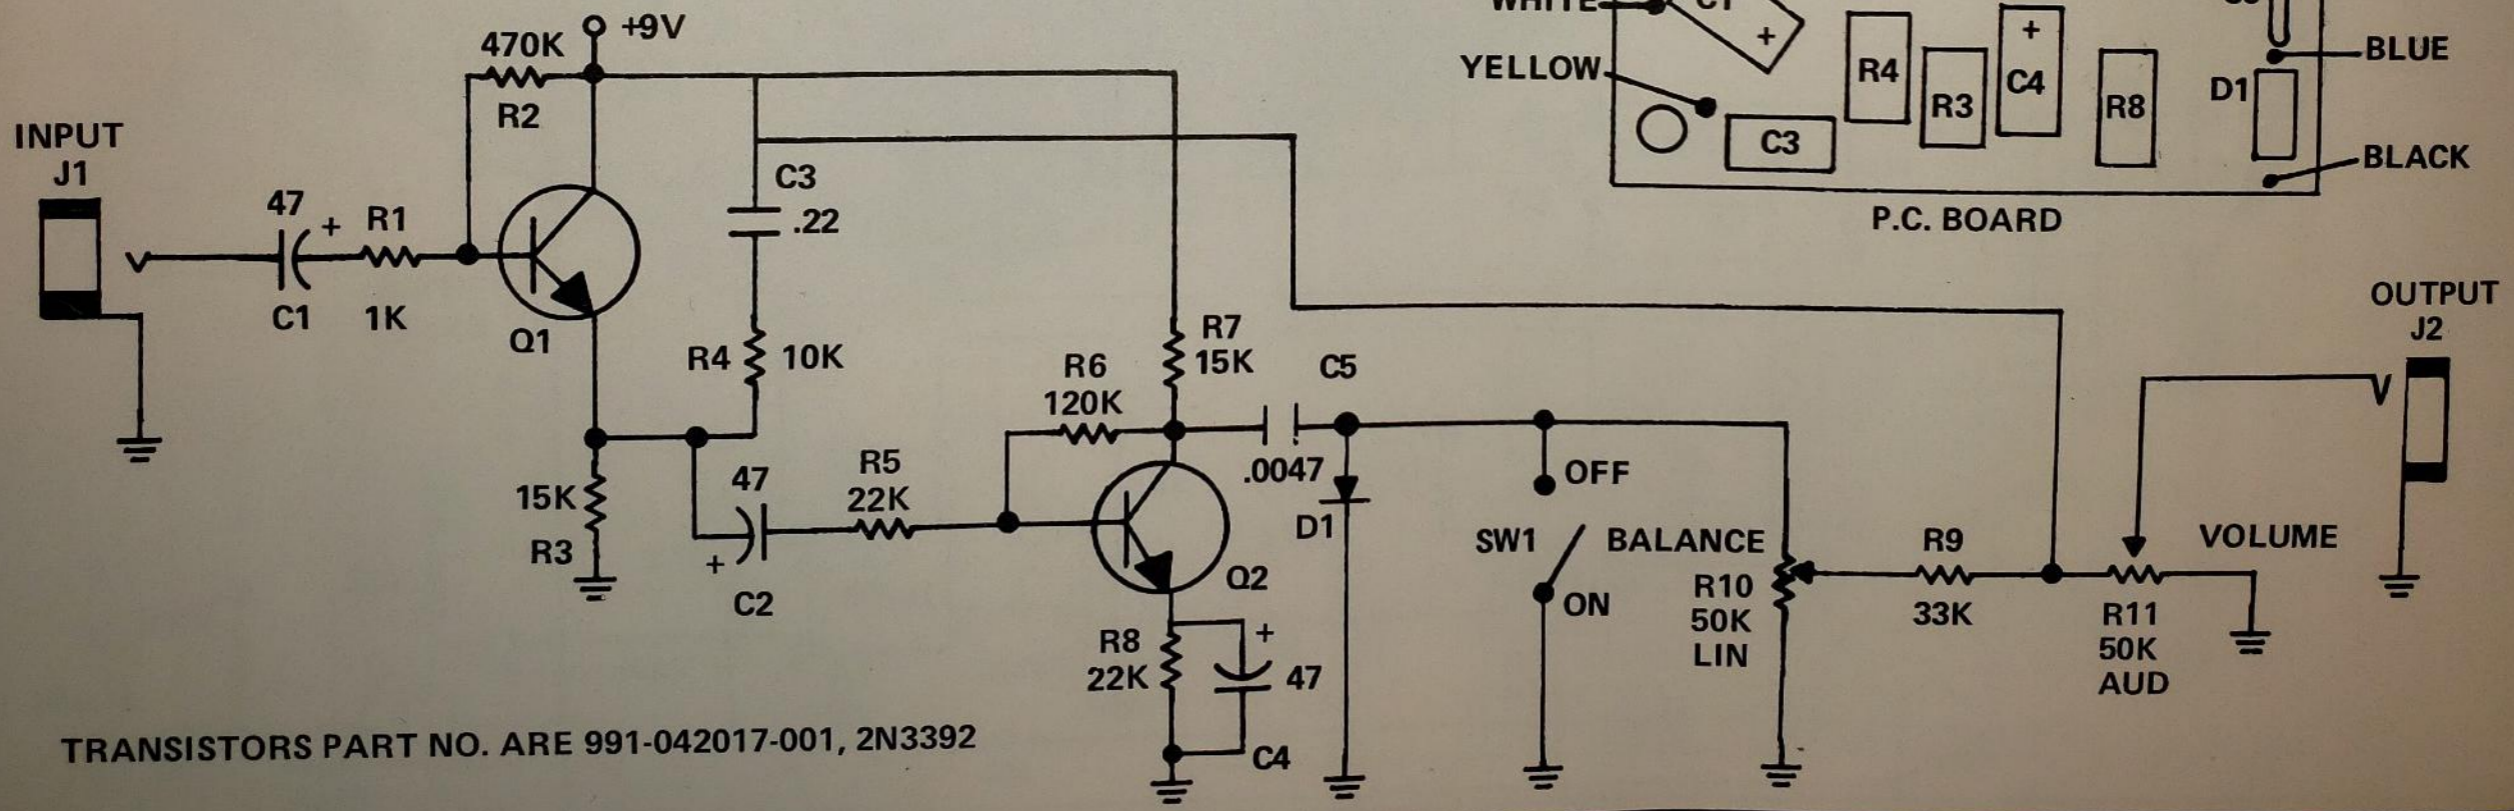 +9V
470K
R2
INPUT
J1
47
+
R1
C1
1K
Q1
C3
.22
R4
10K
15K
R3
47
+
C2
R5
22K
R6
120K
R7
15K
C5
.0047
D1
Q2
R8
22K
+
47
C4
OFF
SW1
ON
BALANCE
R10
50K
LIN
R9
33K
R11
50K
AUD
VOLUME
OUTPUT
J2
WHITE
YELLOW
C1
+
C3
R4
R3
+
C4
R8
D1
BLUE
BLACK
P.C. BOARD
TRANSISTORS PART NO. ARE 991-042017-001, 2N3392